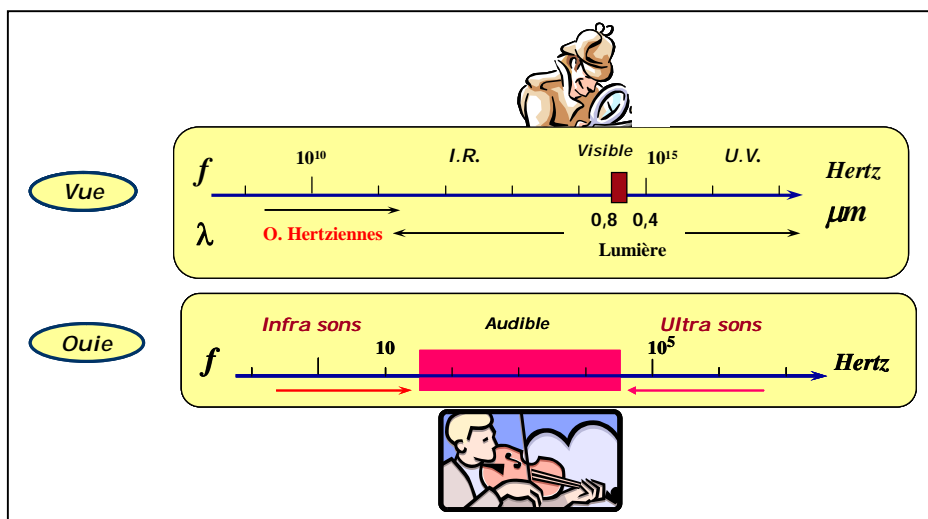 Vue
f 10¹⁰ I.R. Visible 10¹⁵ U.V. Hertz
λ O. Hertziennes 0,8 0,4 µm
Lumière
Ouie
Infra sons Audible Ultra sons
f 10 10⁵ Hertz